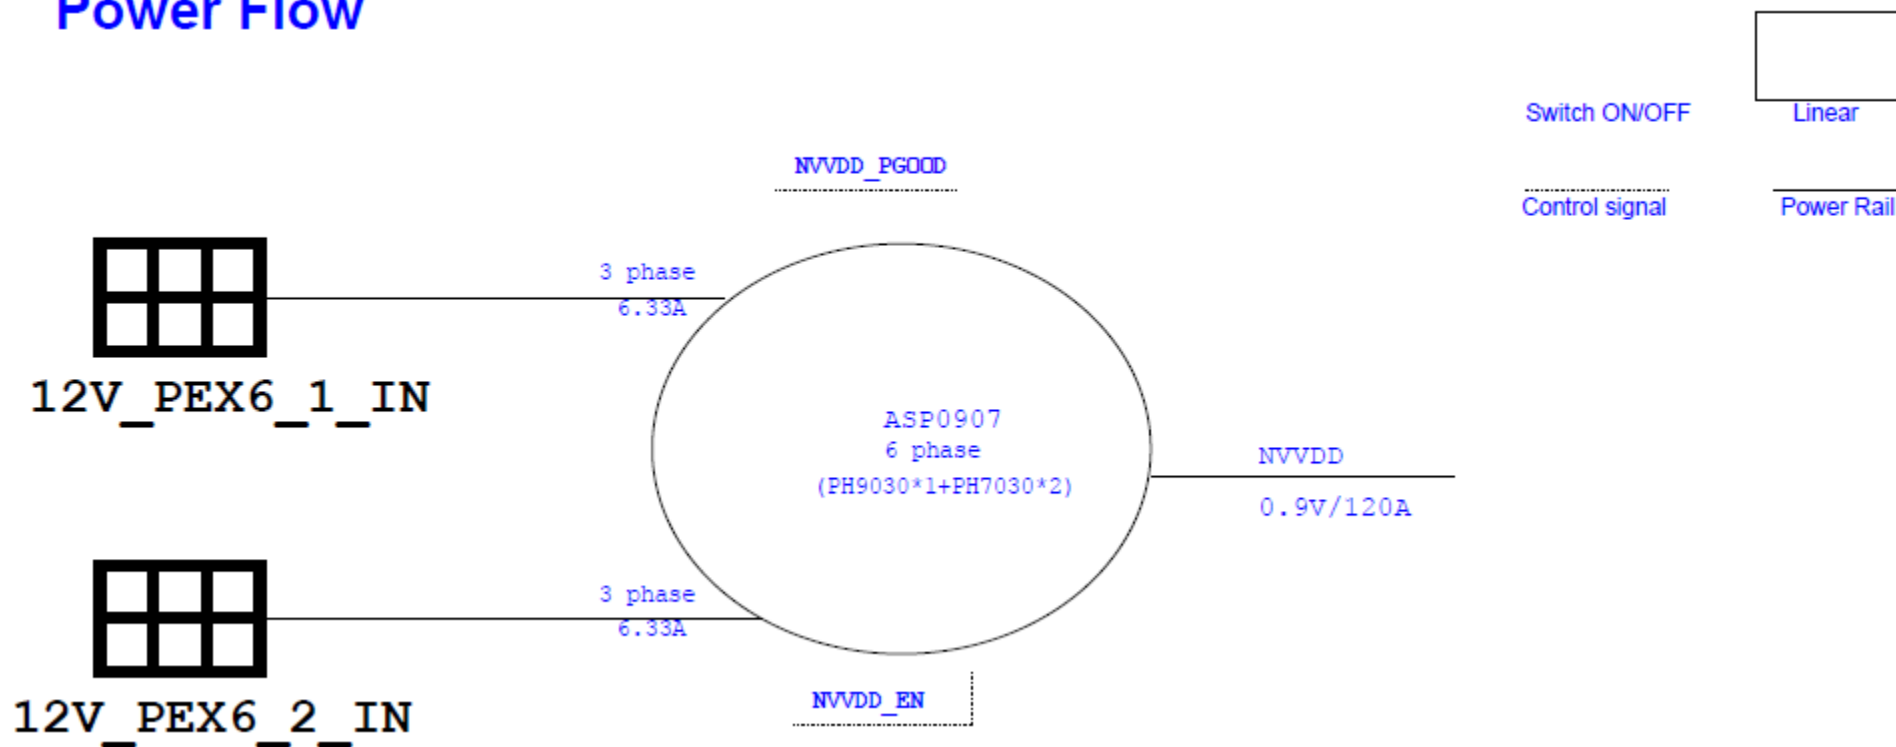 Power Flow
Switch ON/OFF
Linear
NVVDD_PGOOD
Control signal
Power Rail
3 phase
6.33A
12V_PEX6_1_IN
ASP0907
6 phase
(PH9030*1+PH7030*2)
NVVDD
0.9V/120A
3 phase
6.33A
NVVDD_EN
12V_PEX6_2_IN